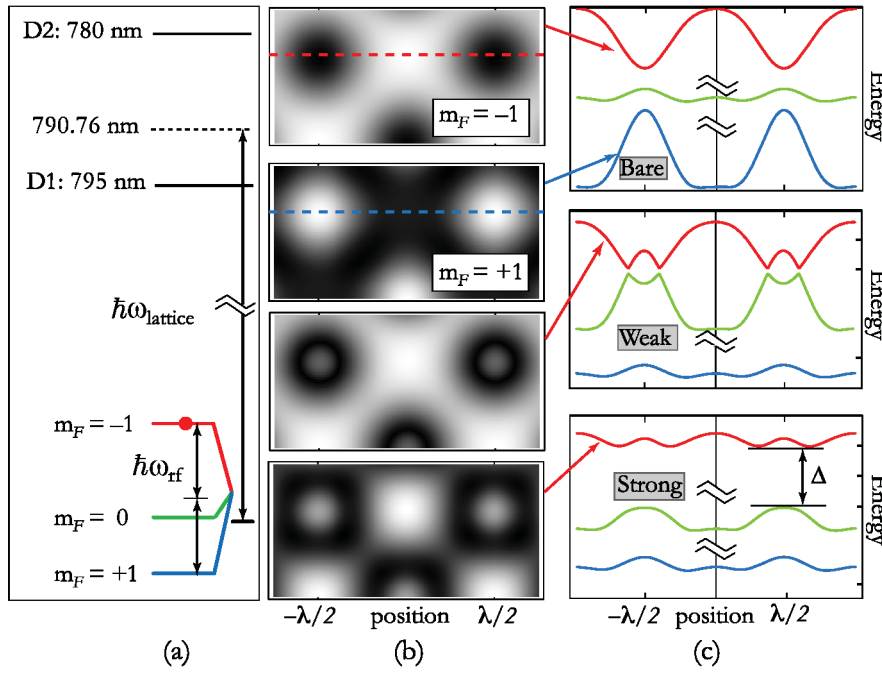 D2: 780 nm
790.76 nm
D1: 795 nm
ħω_lattice
m_F = −1
ħω_rf
m_F = 0
m_F = +1
(a)
m_F = −1
m_F = +1
−λ/2 position λ/2
(b)
Energy
Bare
Energy
Weak
Energy
Strong
Δ
−λ/2 position λ/2
(c)